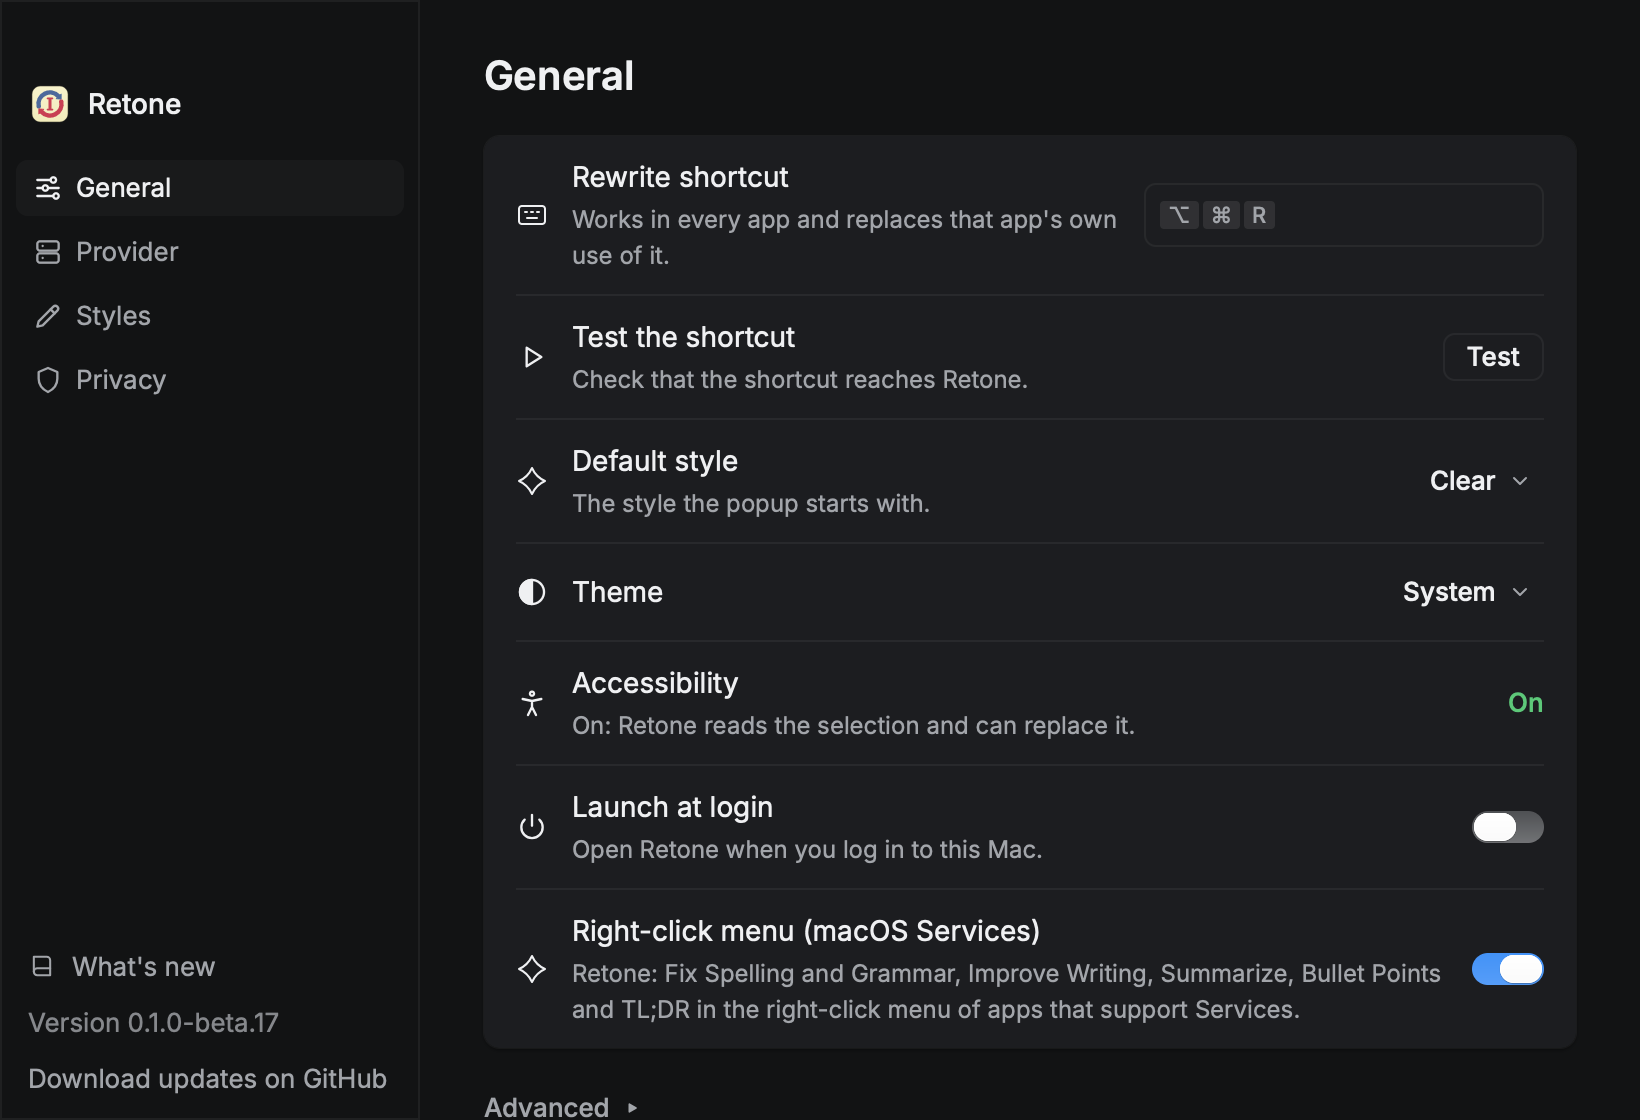 Retone
General
Provider
Styles
Privacy
What's new
Version 0.1.0-beta.17
Download updates on GitHub
General
Rewrite shortcut
Works in every app and replaces that app's own
use of it.
⌥ ⌘ R
Test the shortcut
Check that the shortcut reaches Retone.
Test
Default style
The style the popup starts with.
Clear
Theme
System
Accessibility
On: Retone reads the selection and can replace it.
On
Launch at login
Open Retone when you log in to this Mac.
Right-click menu (macOS Services)
Retone: Fix Spelling and Grammar, Improve Writing, Summarize, Bullet Points
and TL;DR in the right-click menu of apps that support Services.
Advanced